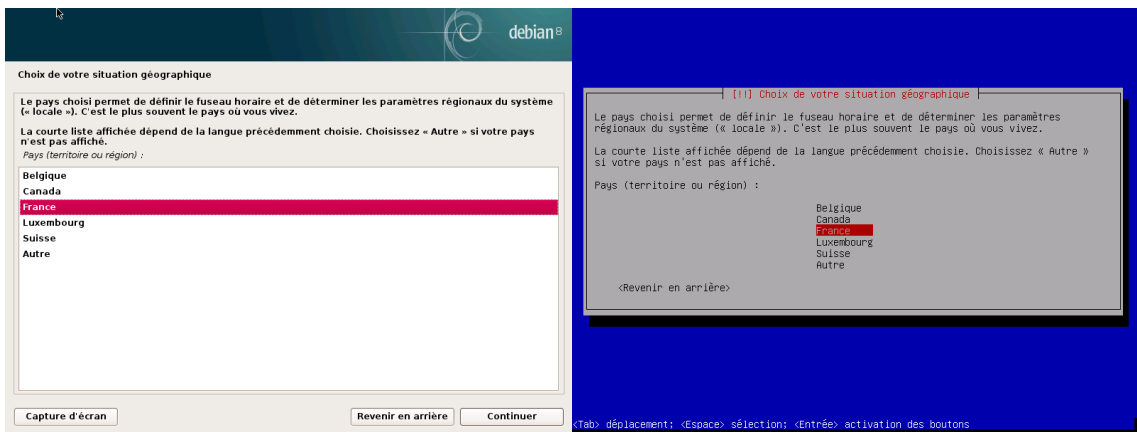 debian 8
Choix de votre situation géographique
Le pays choisi permet de définir le fuseau horaire et de déterminer les paramètres régionaux du système
(« locale »). C'est le plus souvent le pays où vous vivez.
La courte liste affichée dépend de la langue précédemment choisie. Choisissez « Autre » si votre pays
n'est pas affiché.
Pays (territoire ou région) :
Belgique
Canada
France
Luxembourg
Suisse
Autre
Capture d'écran
Revenir en arrière
Continuer
[!!] Choix de votre situation géographique
Le pays choisi permet de définir le fuseau horaire et de déterminer les paramètres
régionaux du système (« locale »). C'est le plus souvent le pays où vous vivez.
La courte liste affichée dépend de la langue précédemment choisie. Choisissez « Autre »
si votre pays n'est pas affiché.
Pays (territoire ou région) :
Belgique
Canada
France
Luxembourg
Suisse
Autre
<Revenir en arrière>
<Tab> déplacement; <Espace> sélection; <Entrée> activation des boutons